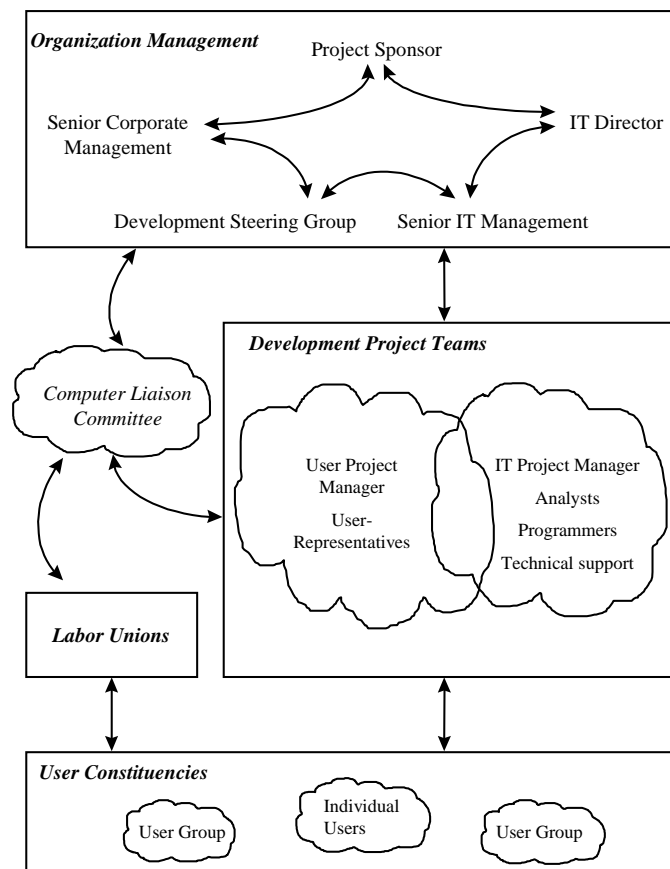 Organization Management
Project Sponsor
Senior Corporate
Management
IT Director
Development Steering Group
Senior IT Management
Development Project Teams
Computer Liaison
Committee
User Project
Manager
User-
Representatives
IT Project Manager
Analysts
Programmers
Technical support
Labor Unions
User Constituencies
User Group
Individual
Users
User Group